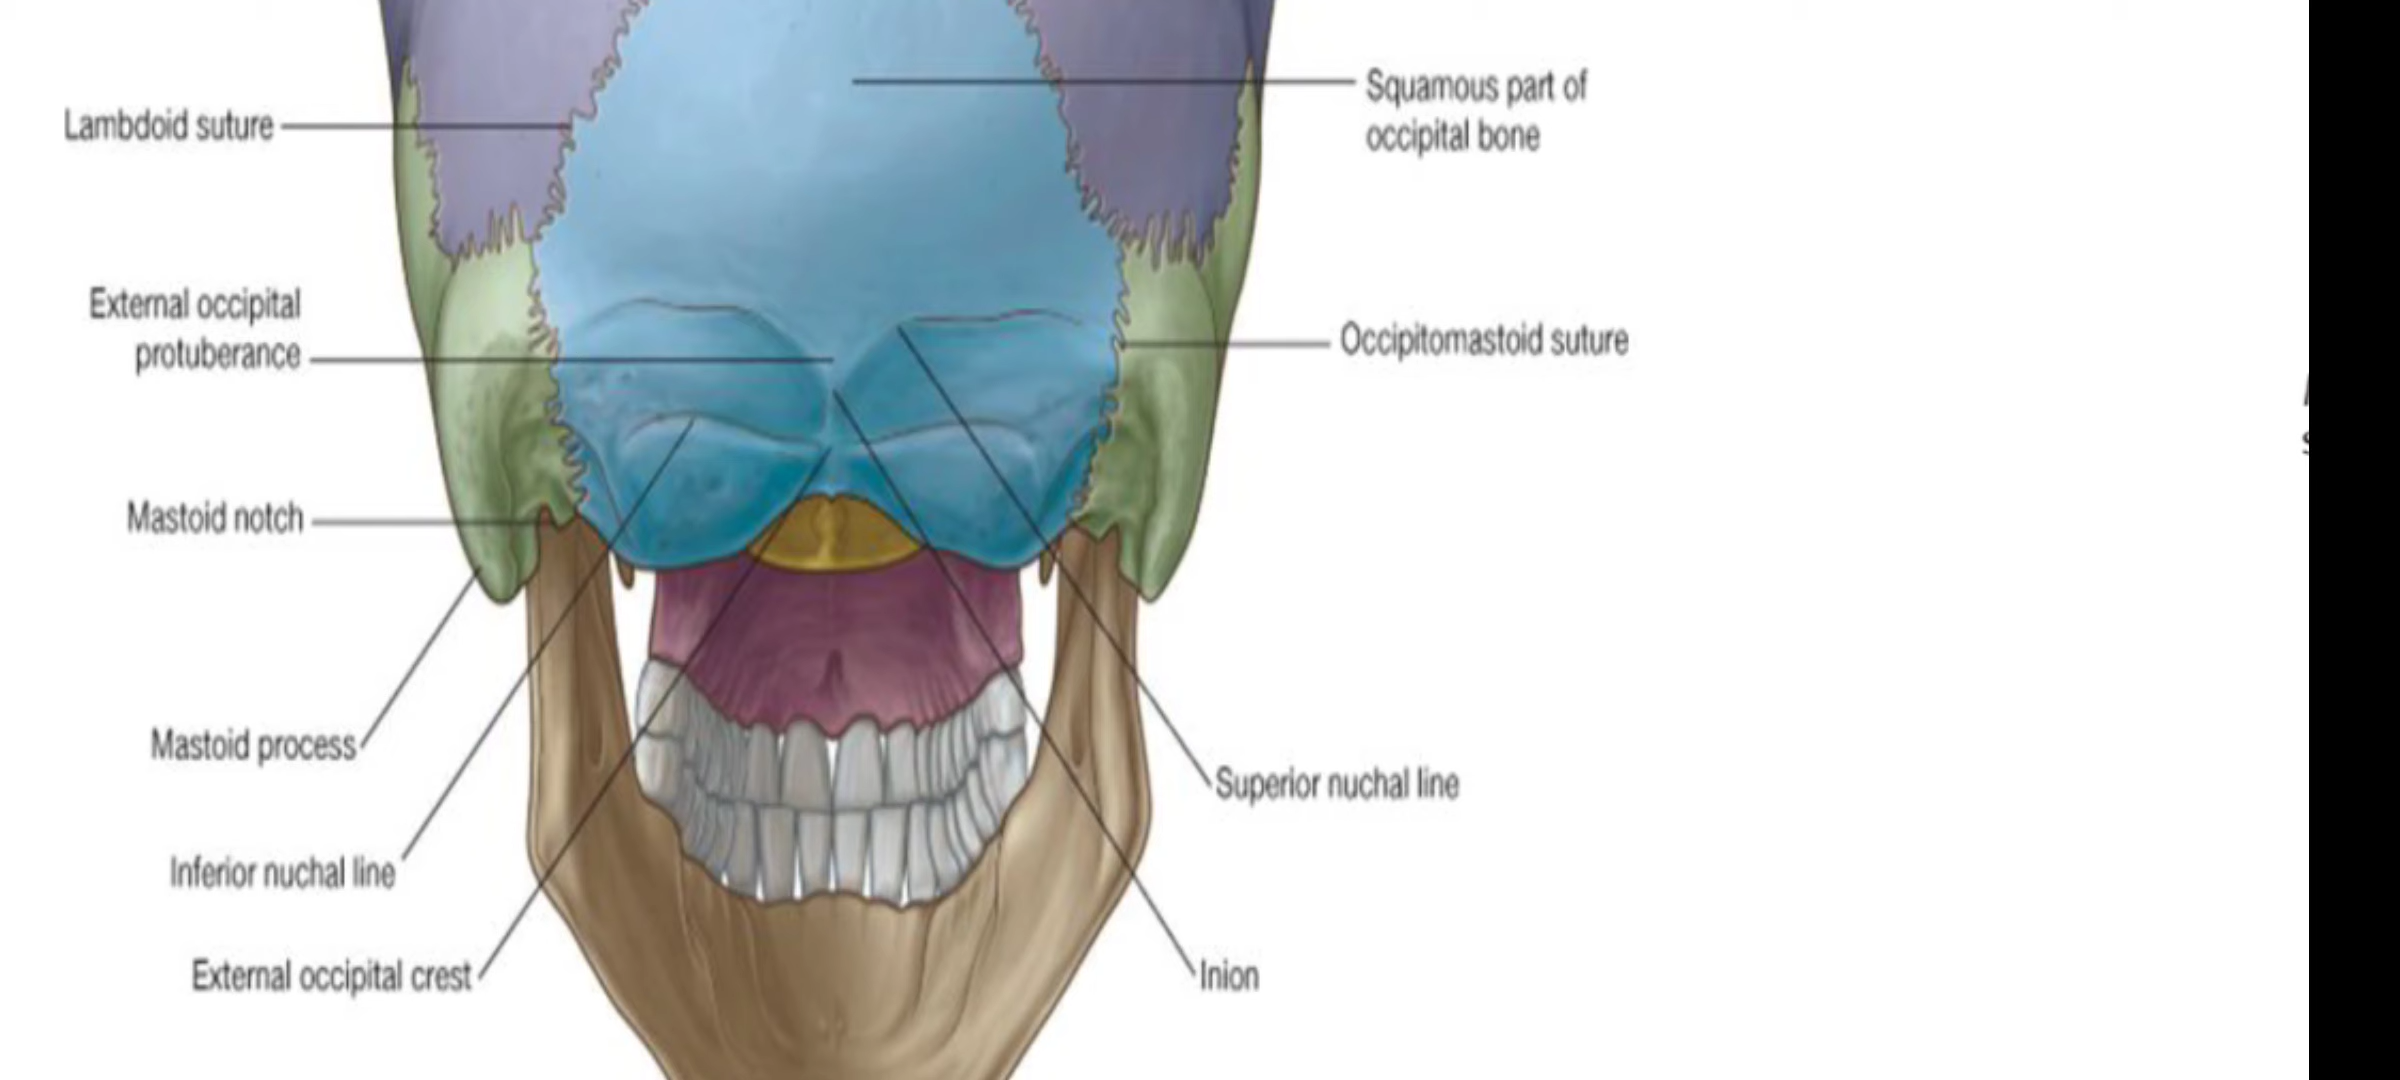 Squamous part of
occipital bone
Lambdoid suture
External occipital
protuberance
Occipitomastoid suture
Mastoid notch
Mastoid process
Superior nuchal line
Inferior nuchal line
External occipital crest
Inion